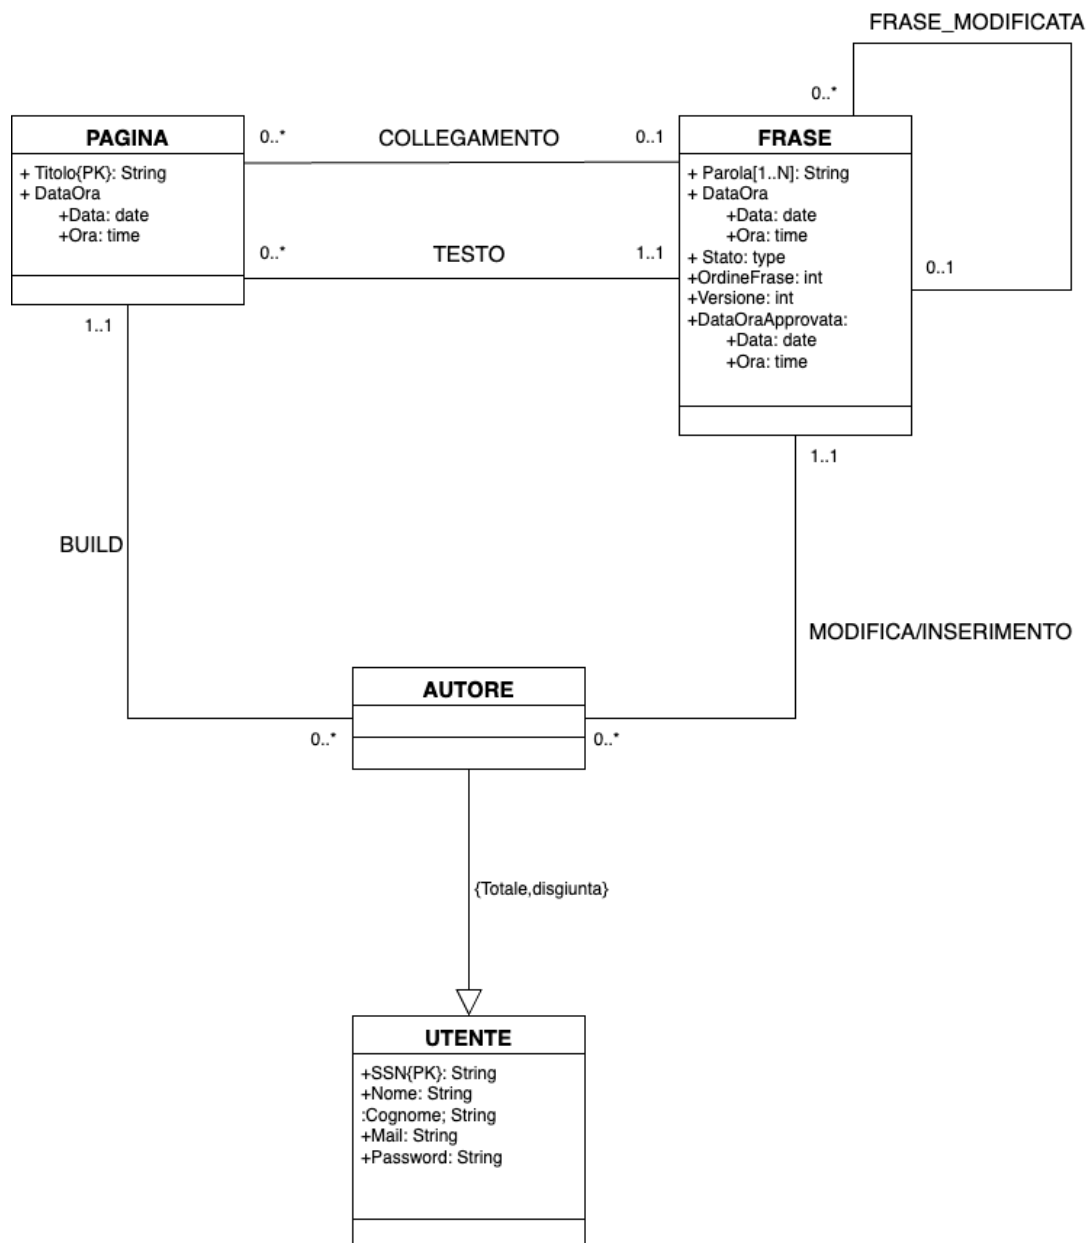 FRASE_MODIFICATA
0..*
PAGINA
0..*
COLLEGAMENTO
0..1
FRASE
+ Titolo{PK}: String
+ DataOra
+Data: date
+Ora: time
+ Parola[1..N]: String
+ DataOra
+Data: date
+Ora: time
+ Stato: type
+OrdineFrase: int
+Versione: int
+DataOraApprovata:
+Data: date
+Ora: time
0..*
TESTO
1..1
0..1
1..1
1..1
BUILD
MODIFICA/INSERIMENTO
AUTORE
0..*
0..*
{Totale,disgiunta}
UTENTE
+SSN{PK}: String
+Nome: String
:Cognome; String
+Mail: String
+Password: String